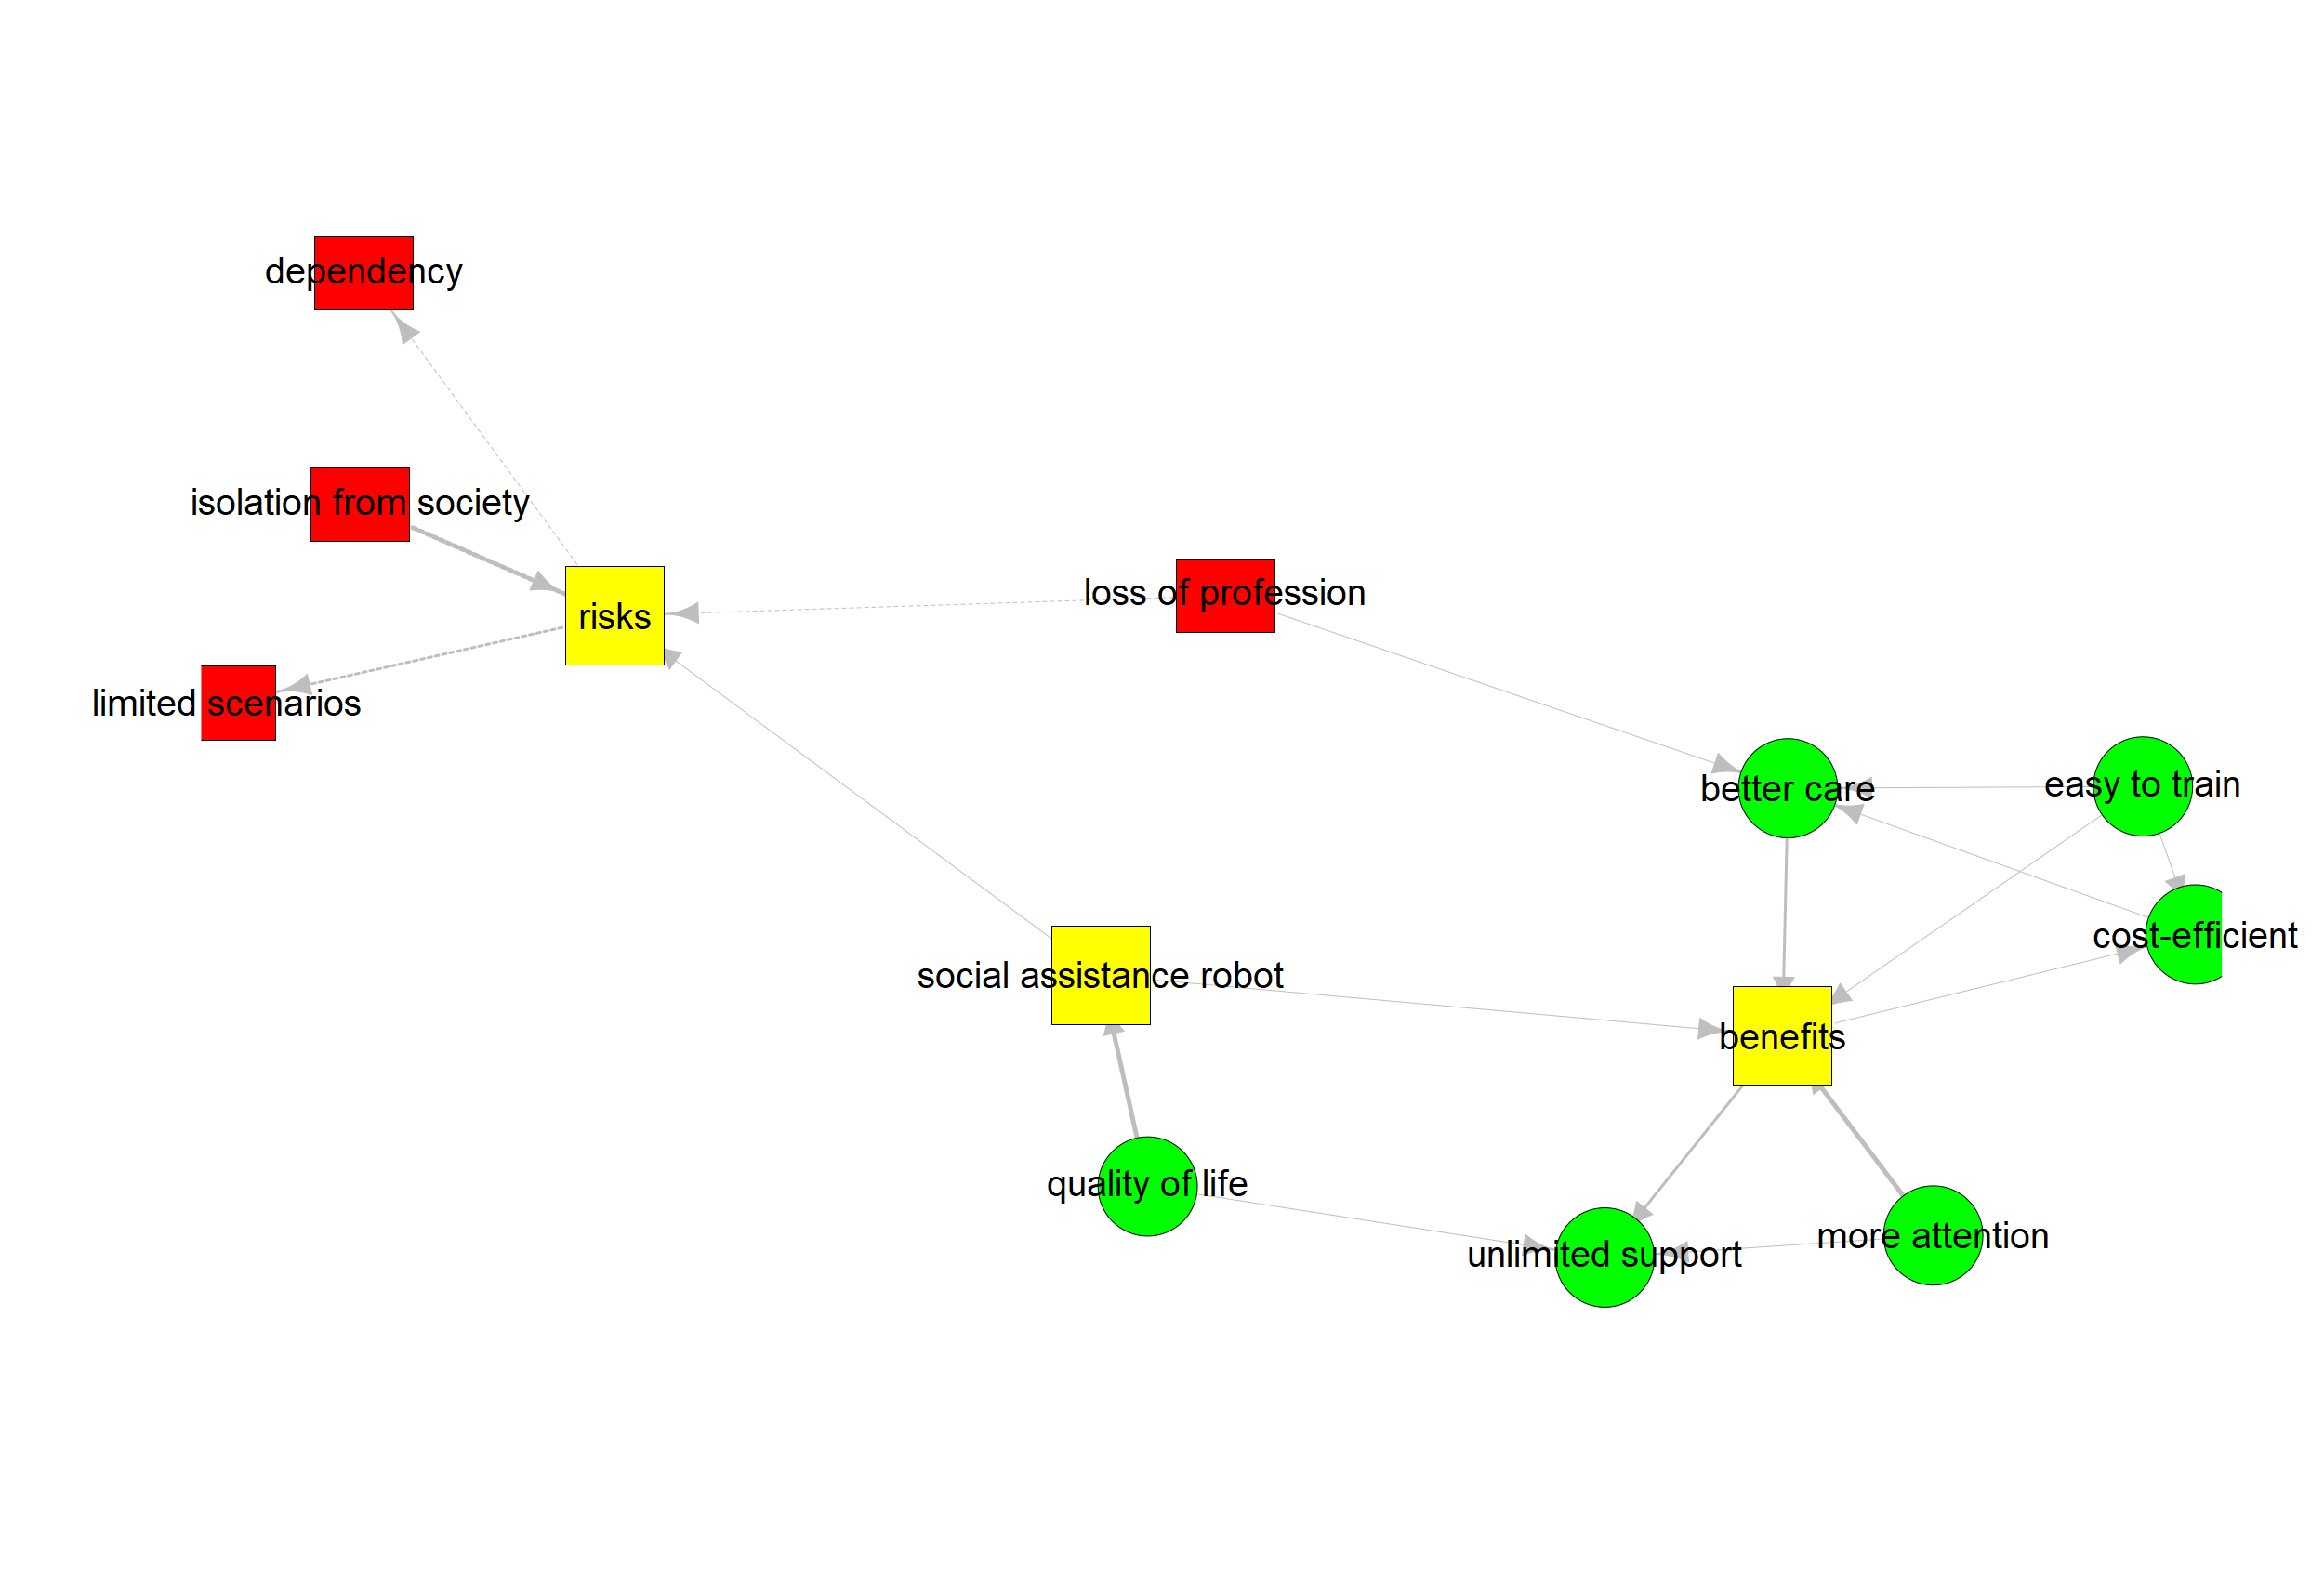 dependency
isolation from society
risks
loss of profession
limited scenarios
better care
easy to train
cost-efficient
social assistance robot
benefits
quality of life
more attention
unlimited support